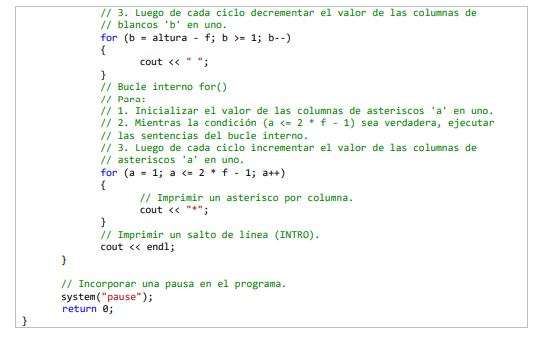 // 3. Luego de cada ciclo decrementar el valor de las columnas de
// blancos 'b' en uno.
for (b = altura - f; b >= 1; b--)
{
cout << " ";
}
// Bucle interno for()
// Para:
// 1. Inicializar el valor de las columnas de asteriscos 'a' en uno.
// 2. Mientras la condición (a <= 2 * f - 1) sea verdadera, ejecutar
// las sentencias del bucle interno.
// 3. Luego de cada ciclo incrementar el valor de las columnas de
// asteriscos 'a' en uno.
for (a = 1; a <= 2 * f - 1; a++)
{
// Imprimir un asterisco por columna.
cout << "*";
}
// Imprimir un salto de línea (INTRO).
cout << endl;
}
// Incorporar una pausa en el programa.
system("pause");
return 0;
}